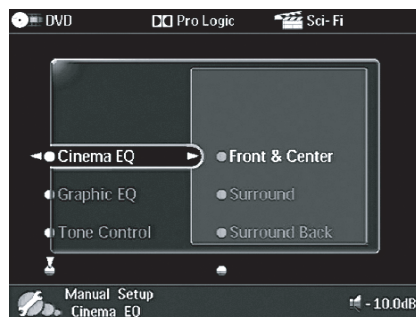 DVD Pro Logic Sci-Fi
Cinema EQ Front & Center
Graphic EQ Surround
Tone Control Surround Back
Manual Setup
Cinema EQ - 10.0dB